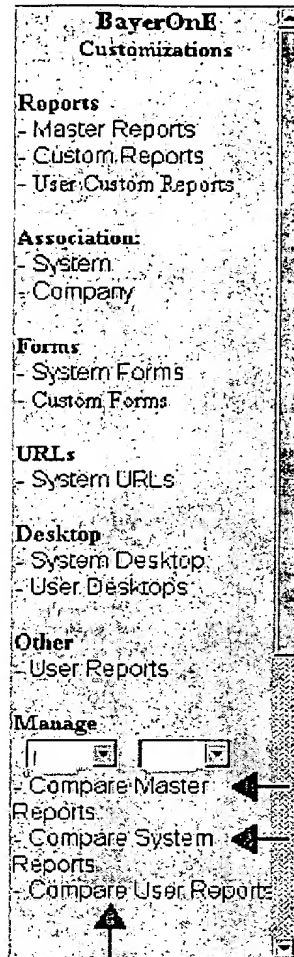 BayerOnE
Customizations
Reports
- Master Reports
- Custom Reports
- User Custom Reports
Association:
- System
- Company
Forms
- System Forms
- Custom Forms
URLs
- System URLs
Desktop
- System Desktop
- User Desktops
Other
- User Reports
Manage
- Compare Master
Reports
- Compare System
Reports
- Compare User Reports